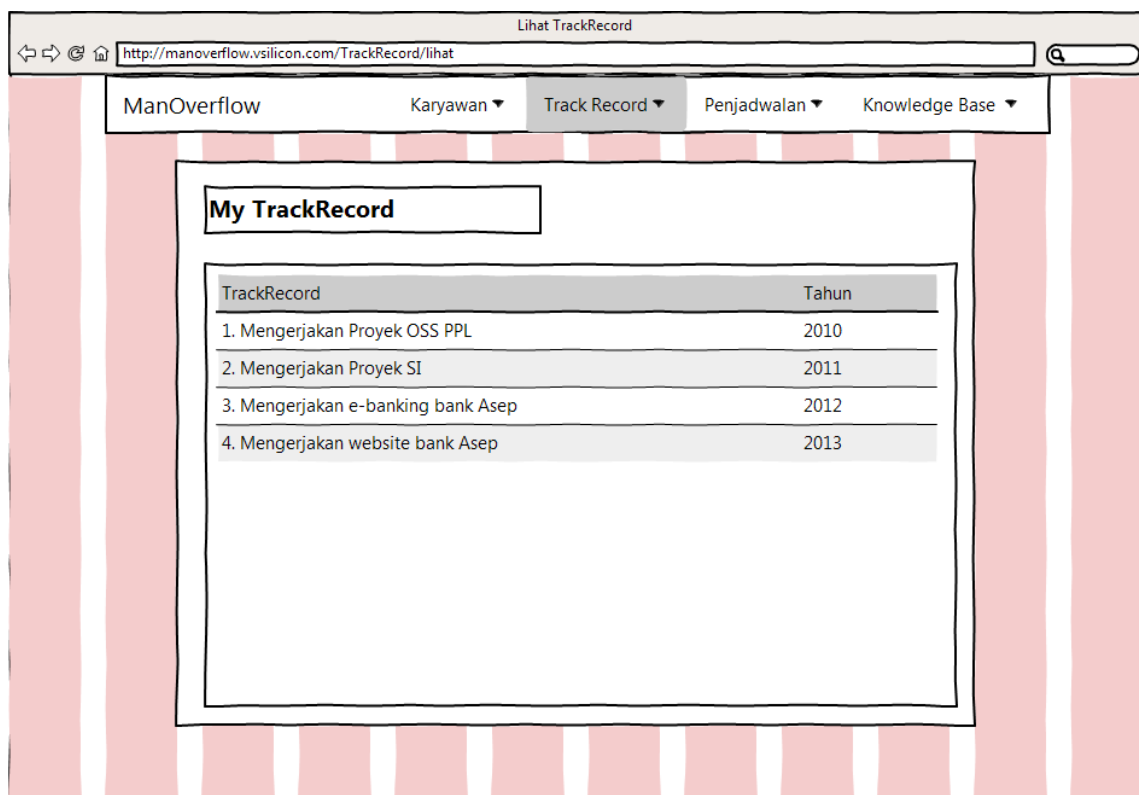 Lihat TrackRecord
http://manoverflow.vsilicon.com/TrackRecord/lihat
ManOverflow Karyawan Track Record Penjadwalan Knowledge Base
My TrackRecord
TrackRecord Tahun
1. Mengerjakan Proyek OSS PPL 2010
2. Mengerjakan Proyek SI 2011
3. Mengerjakan e-banking bank Asep 2012
4. Mengerjakan website bank Asep 2013